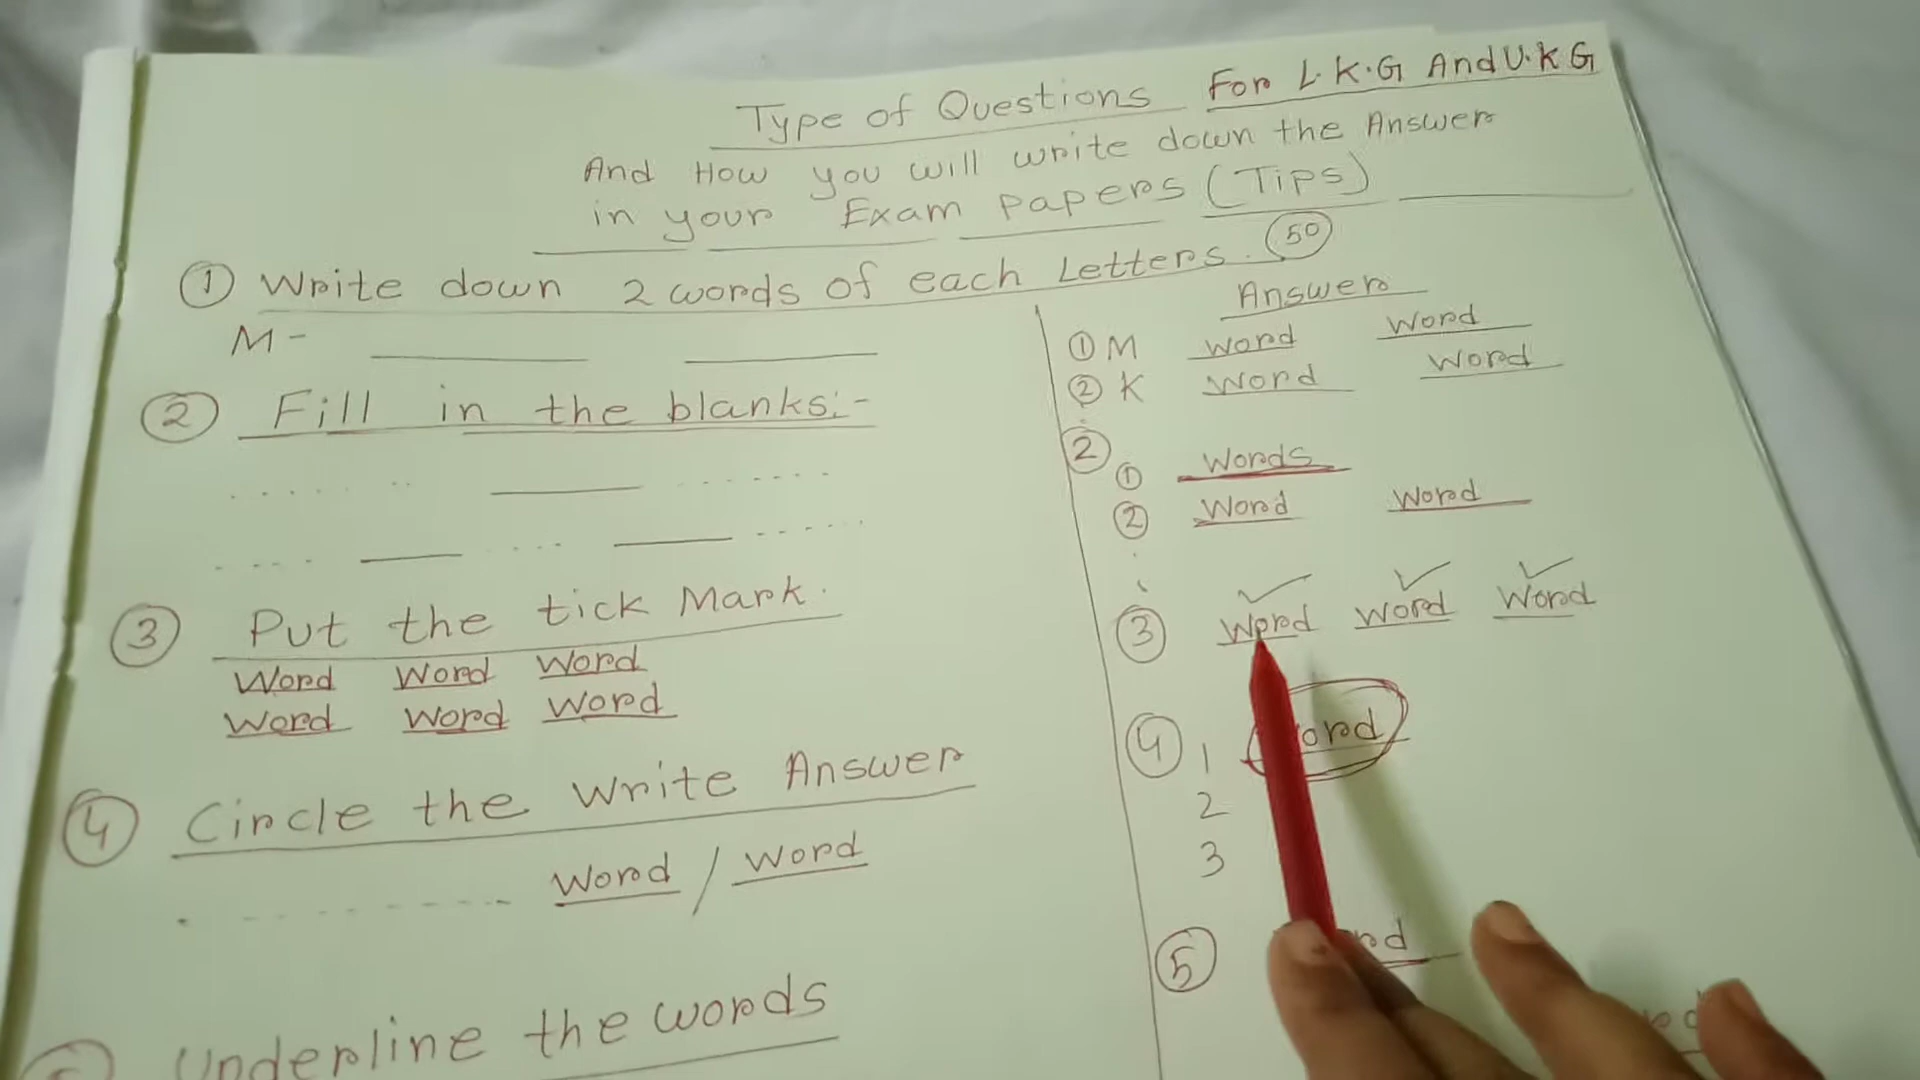 Type of Questions For L.K.G And U.K.G
And How you will write down the Answer
in your Exam papers (Tips)
① Write down 2 words of each Letters. 50
M-
② Fill in the blanks:-
③ Put the tick Mark.
Word Word Word
Word Word Word
④ Circle the Write Answer
Word / Word
Underline the words
Answer
① M Word Word
② K Word Word
②
① Words
② Word Word
③ Word Word Word
④ 1
2
3
⑤